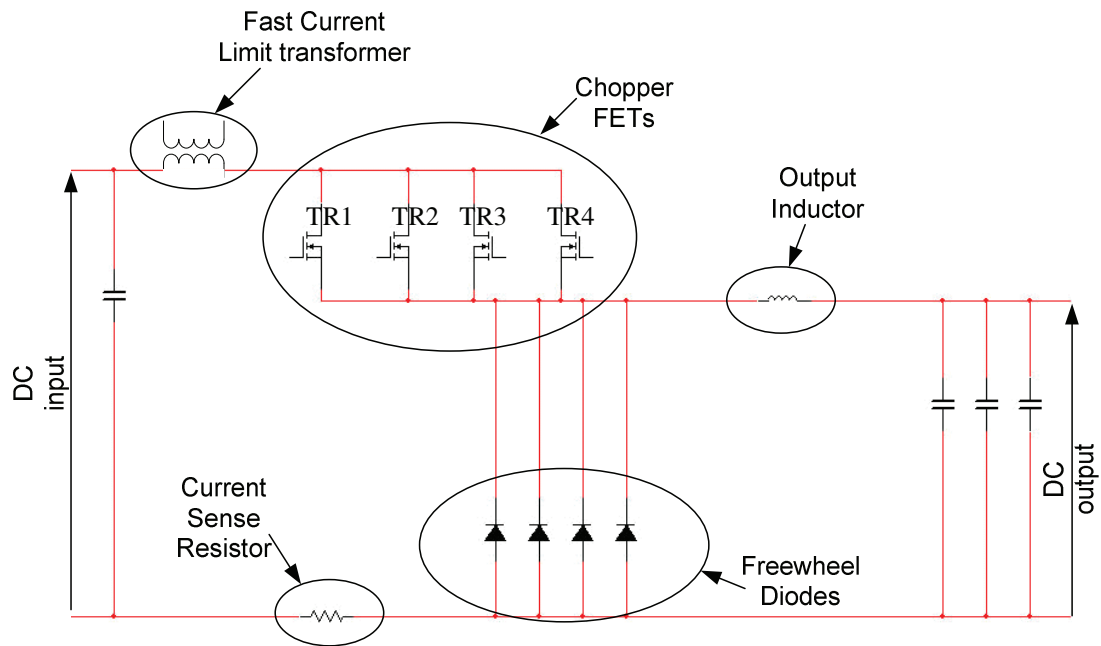 Fast Current
Limit transformer
Chopper
FETs
Output
Inductor
TR1
TR2
TR3
TR4
DC
input
DC
output
Current
Sense
Resistor
Freewheel
Diodes